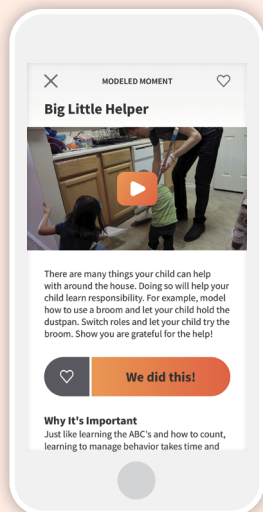 MODELED MOMENT
Big Little Helper
There are many things your child can help
with around the house. Doing so will help your
child learn responsibility. For example, model
how to use a broom and let your child hold the
dustpan. Switch roles and let your child try the
broom. Show you are grateful for the help!
We did this!
Why It's Important
Just like learning the ABC's and how to count,
learning to manage behavior takes time and